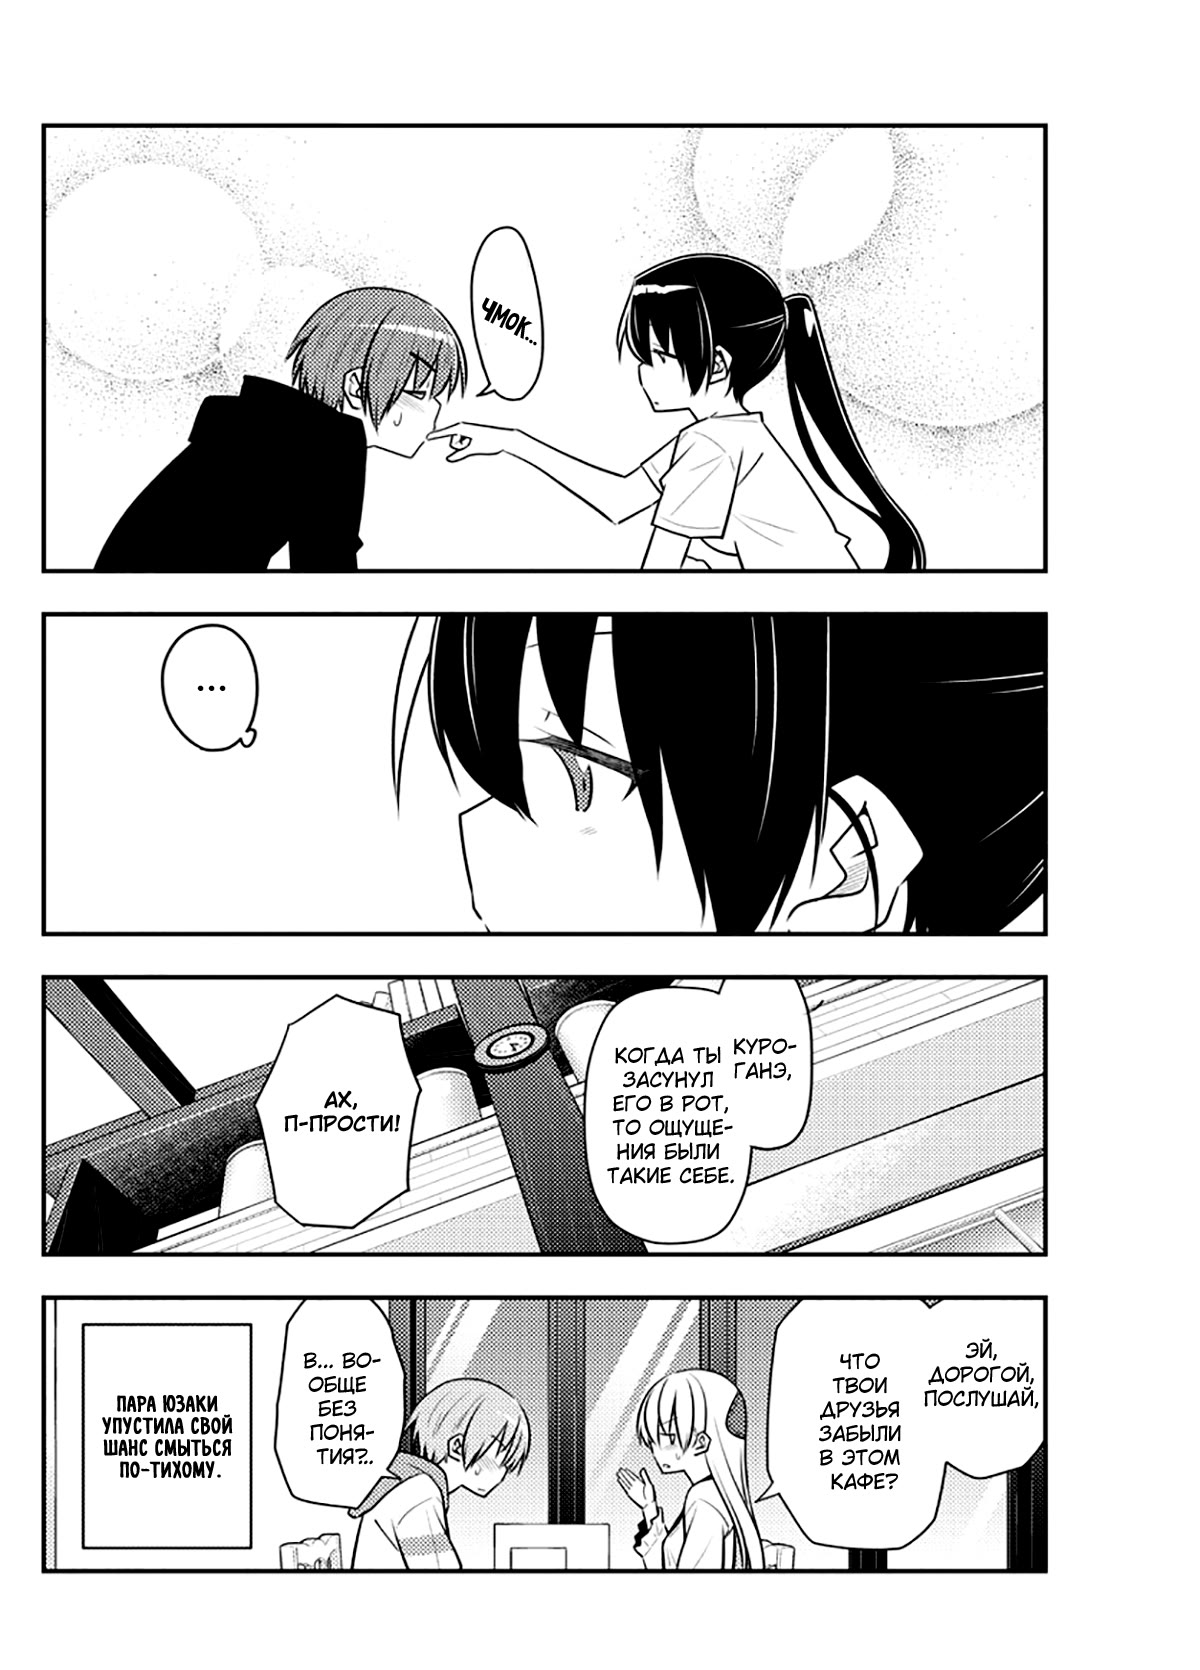 ЧМОК...
...
КУРО-
ГАНЭ,
КОГДА ТЫ
ЗАСУНУЛ
ЕГО В РОТ,
ТО ОЩУЩЕ-
НИЯ БЫЛИ
ТАКИЕ СЕБЕ.
АХ,
П-ПРОСТИ!
ЭЙ,
ДОРОГОЙ,
ПОСЛУШАЙ,
ЧТО
ТВОИ
ДРУЗЬЯ
ЗАБЫЛИ
В ЭТОМ
КАФЕ?
В... ВО-
ОБЩЕ
БЕЗ
ПОНЯ-
ТИЯ?..
ПАРА ЮЗАКИ
УПУСТИЛА СВОЙ
ШАНС СМЫТЬСЯ
ПО-ТИХОМУ.